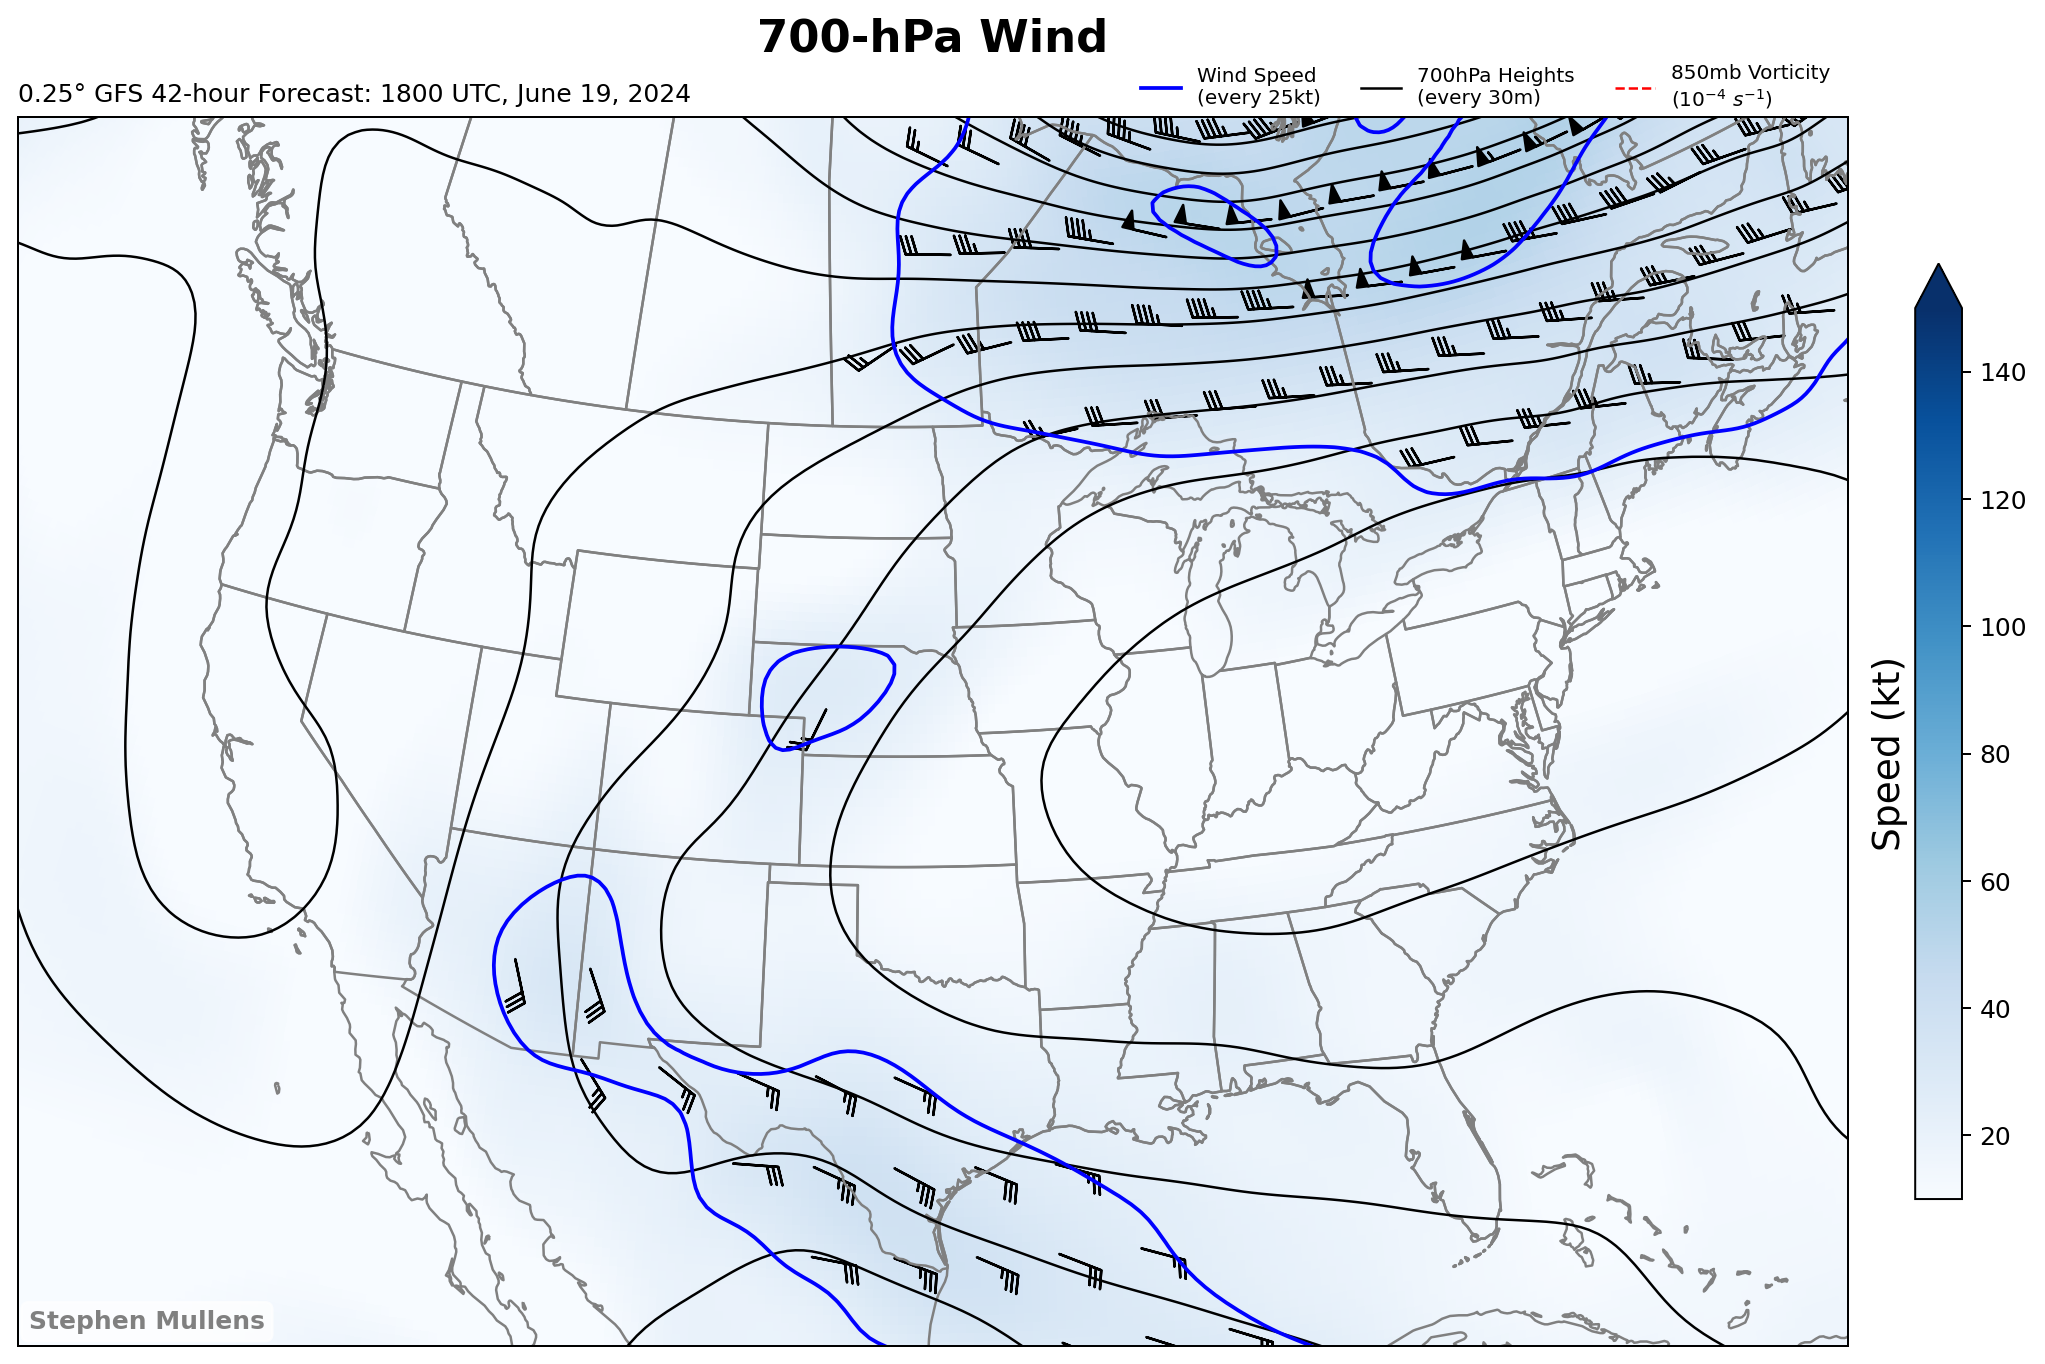 700-hPa Wind
0.25° GFS 42-hour Forecast: 1800 UTC, June 19, 2024
Wind Speed
(every 25kt)
700hPa Heights
(every 30m)
850mb Vorticity
(10⁻⁴ s⁻¹)
140
120
100
80
60
40
20
Speed (kt)
Stephen Mullens